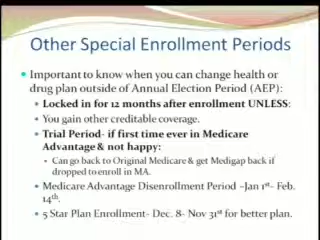 Other Special Enrollment Periods
Important to know when you can change health or
drug plan outside of Annual Election Period (AEP):
Locked in for 12 months after enrollment UNLESS:
You gain other creditable coverage.
Trial Period- if first time ever in Medicare
Advantage & not happy:
Can go back to Original Medicare & get Medigap back if
dropped to enroll in MA.
Medicare Advantage Disenrollment Period –Jan 1st- Feb.
14th.
5 Star Plan Enrollment- Dec. 8- Nov 31st for better plan.